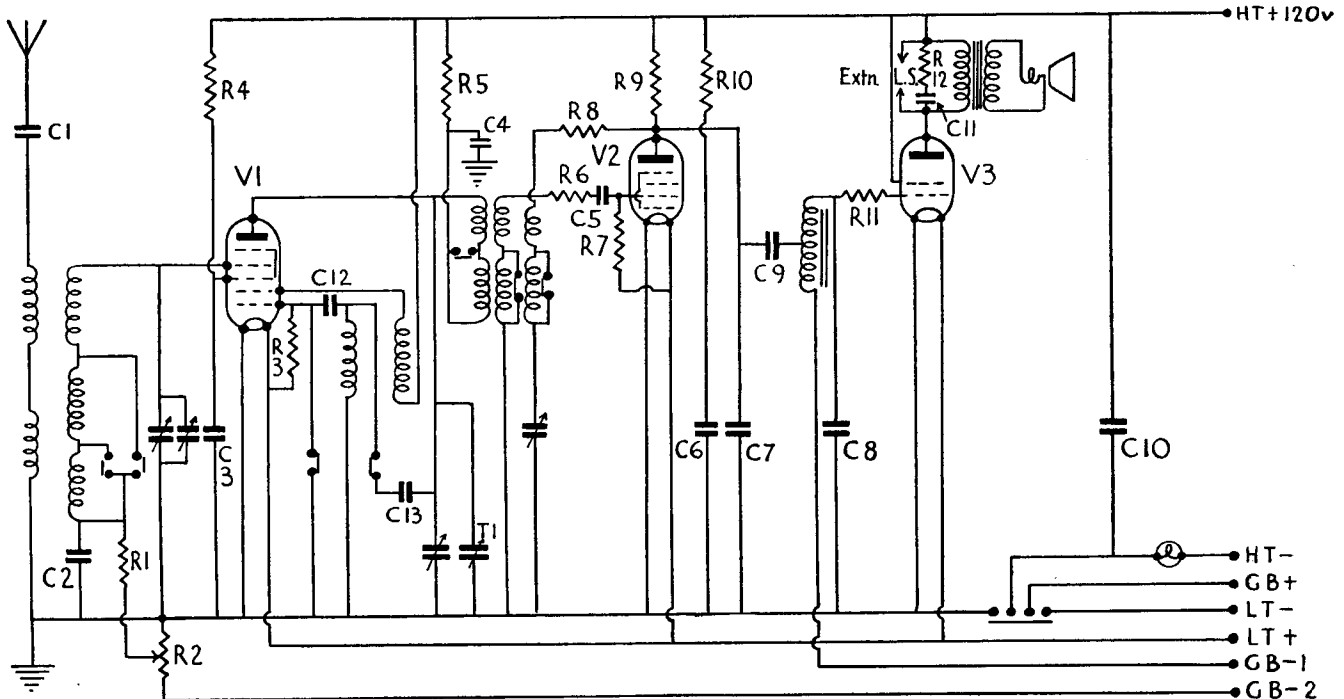 HT+120v
R4
R5
R9
R10
Extn.
L.S.
R
12
C1
C4
R8
C11
V1
V2
V3
R6
C5
R7
R11
C9
C12
R
3
C
3
C6
C7
C8
C10
C13
T1
C2
R1
HT-
GB+
LT-
LT+
R2
GB-1
GB-2